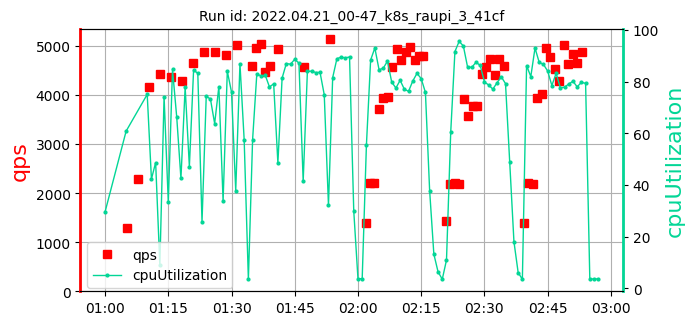 Run id: 2022.04.21_00-47_k8s_raupi_3_41cf
5000
4000
3000
2000
1000
0
qps
100
80
60
40
20
0
cpuUtilization
qps
cpuUtilization
01:00 01:15 01:30 01:45 02:00 02:15 02:30 02:45 03:00